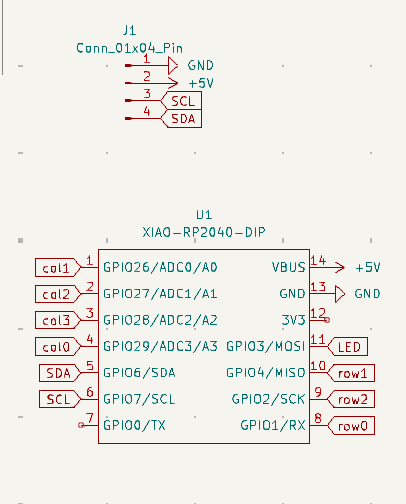 J1
Conn_01x04_Pin
1 GND
2 +5V
3 SCL
4 SDA
U1
XIAO-RP2040-DIP
col1 1 GPIO26/ADC0/A0 VBUS 14 +5V
col2 2 GPIO27/ADC1/A1 GND 13 GND
col3 3 GPIO28/ADC2/A2 3V3 12
col0 4 GPIO29/ADC3/A3 GPIO3/MOSI 11 LED
SDA 5 GPIO6/SDA GPIO4/MISO 10 row1
SCL 6 GPIO7/SCL GPIO2/SCK 9 row2
7 GPIO0/TX GPIO1/RX 8 row0